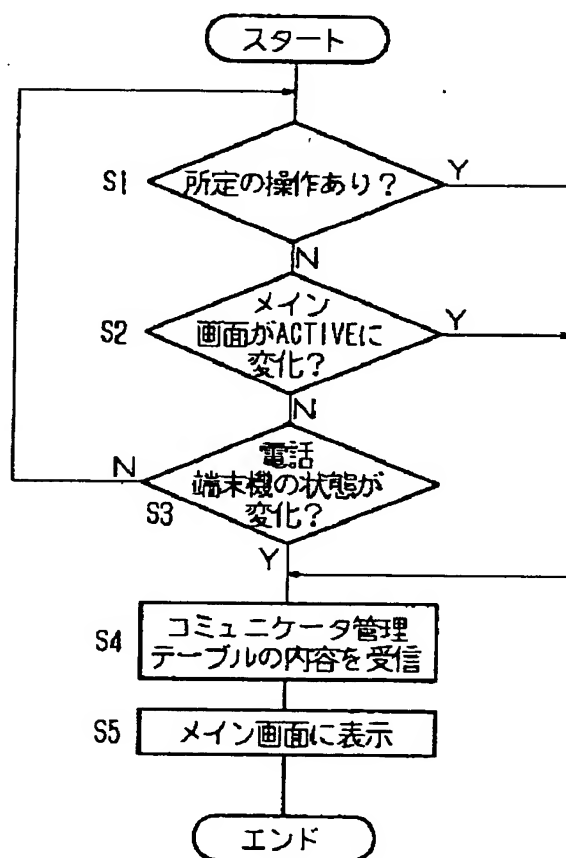 スタート
S1
所定の操作あり?
Y
N
S2
メイン
画面がACTIVEに
変化?
Y
N
N
電話
端末機の状態が
変化?
S3
Y
S4
コミュニケータ管理
テーブルの内容を受信
S5
メイン画面に表示
エンド